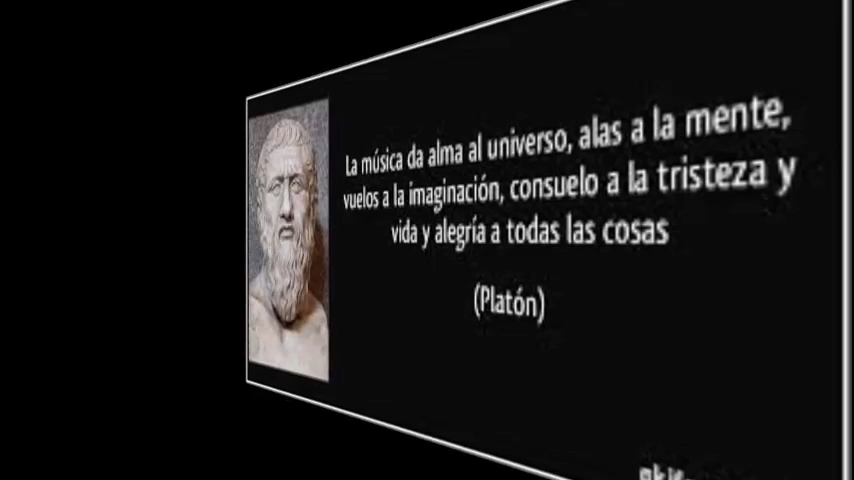 La música da alma al universo, alas a la mente,
vuelos a la imaginación, consuelo a la tristeza y
vida y alegría a todas las cosas
(Platón)